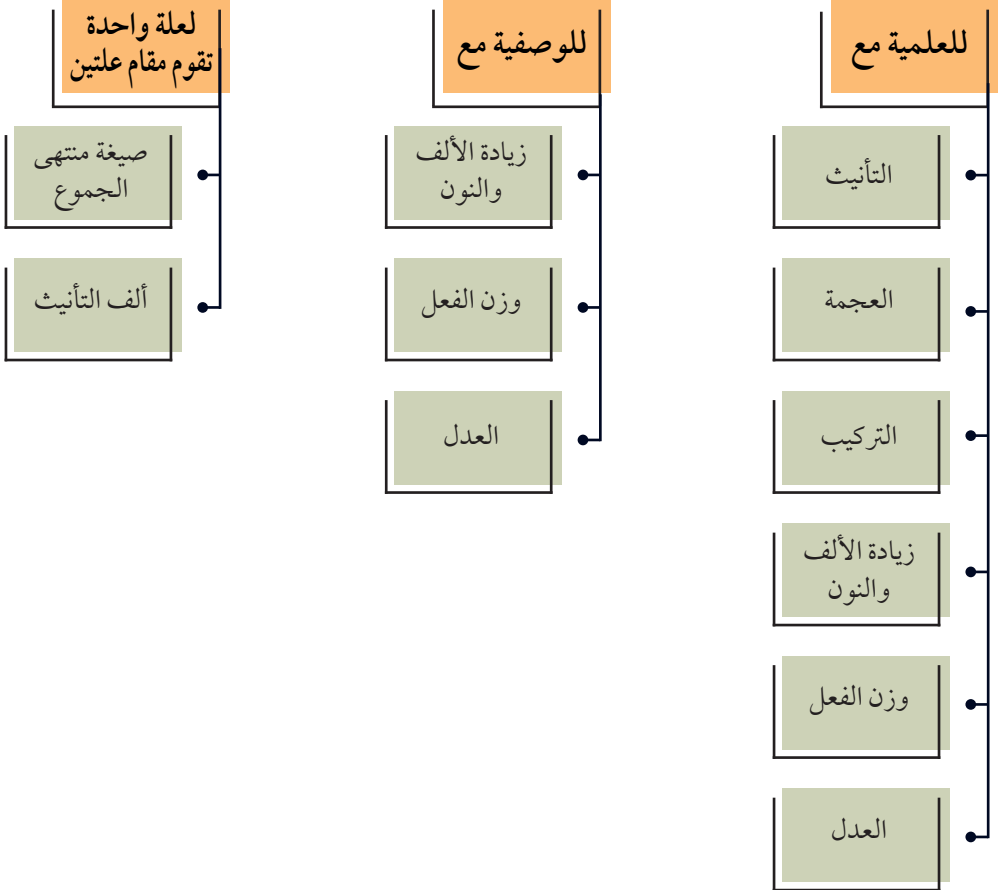 للعلمية مع
التأنيث
العجمة
التركيب
زيادة الألف
والنون
وزن الفعل
العدل
للوصفية مع
زيادة الألف
والنون
وزن الفعل
العدل
لعلة واحدة
تقوم مقام علتين
صيغة منتهى
الجموع
ألف التأنيث